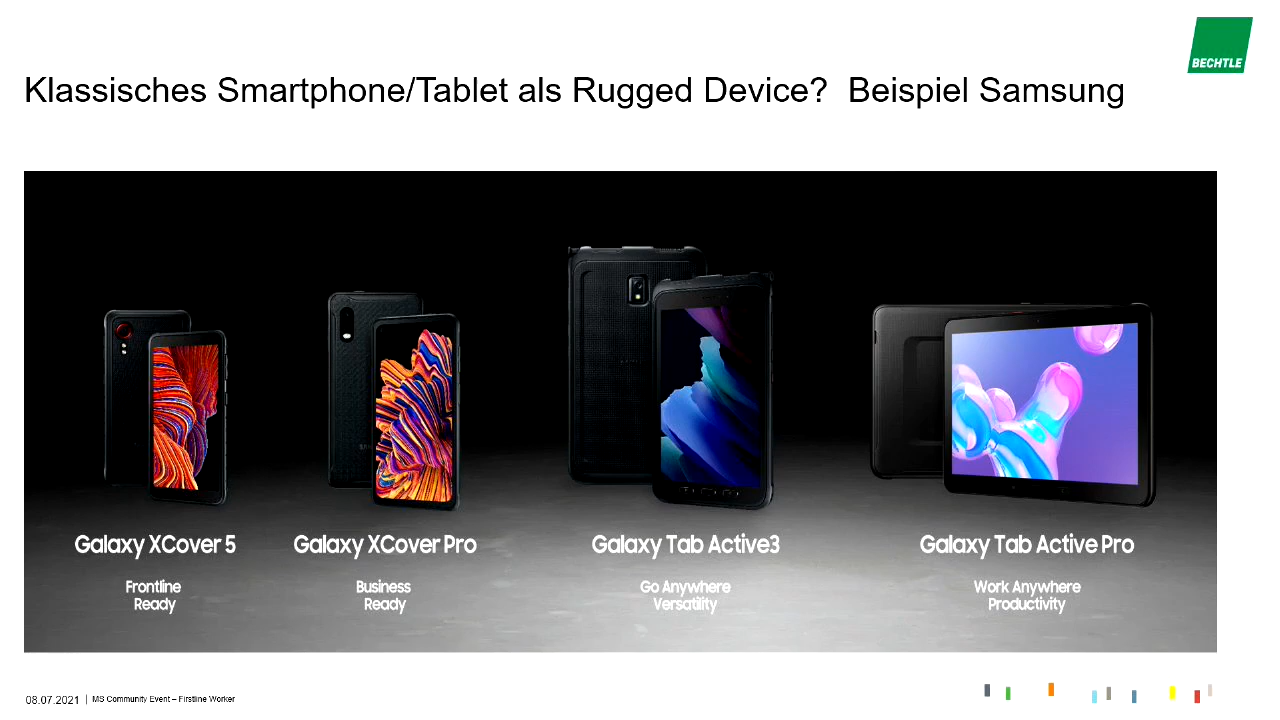 BECHTLE
Klassisches Smartphone/Tablet als Rugged Device? Beispiel Samsung
Galaxy XCover 5
Frontline
Ready
Galaxy XCover Pro
Business
Ready
Galaxy Tab Active3
Go Anywhere
Versatility
Galaxy Tab Active Pro
Work Anywhere
Productivity
08.07.2021 | MS Community Event – Firstline Worker